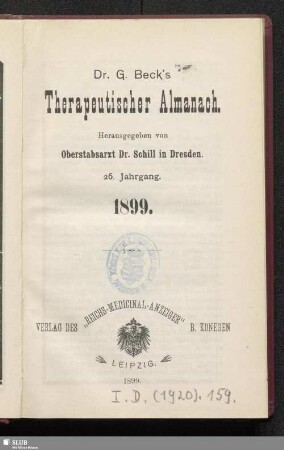 Dr. G. Beck's
Therapeutischer Almanach.
Herausgegeben von
Oberstabsarzt Dr. Schill in Dresden.
26. Jahrgang.
1899.
VERLAG DES „REICHS-MEDICINAL-ANZEIGER" B. KONEGEN
LEIPZIG.
1899.
I. D. (1920). 159.
SLUB